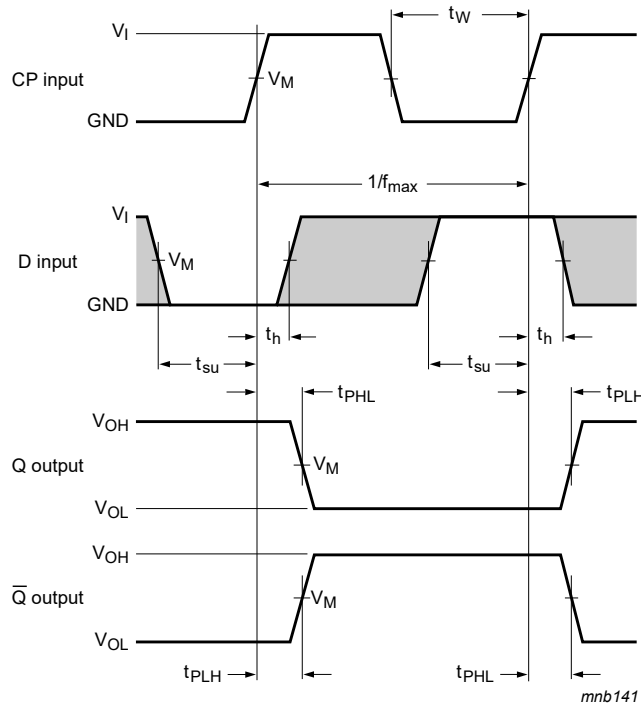 V_I
t_W
CP input
V_M
GND
1/f_max
V_I
D input
V_M
GND
t_h
t_h
t_su
t_su
t_PHL
t_PLH
V_OH
Q output
V_M
V_OL
V_OH
Q̅ output
V_M
V_OL
t_PLH
t_PHL
mnb141